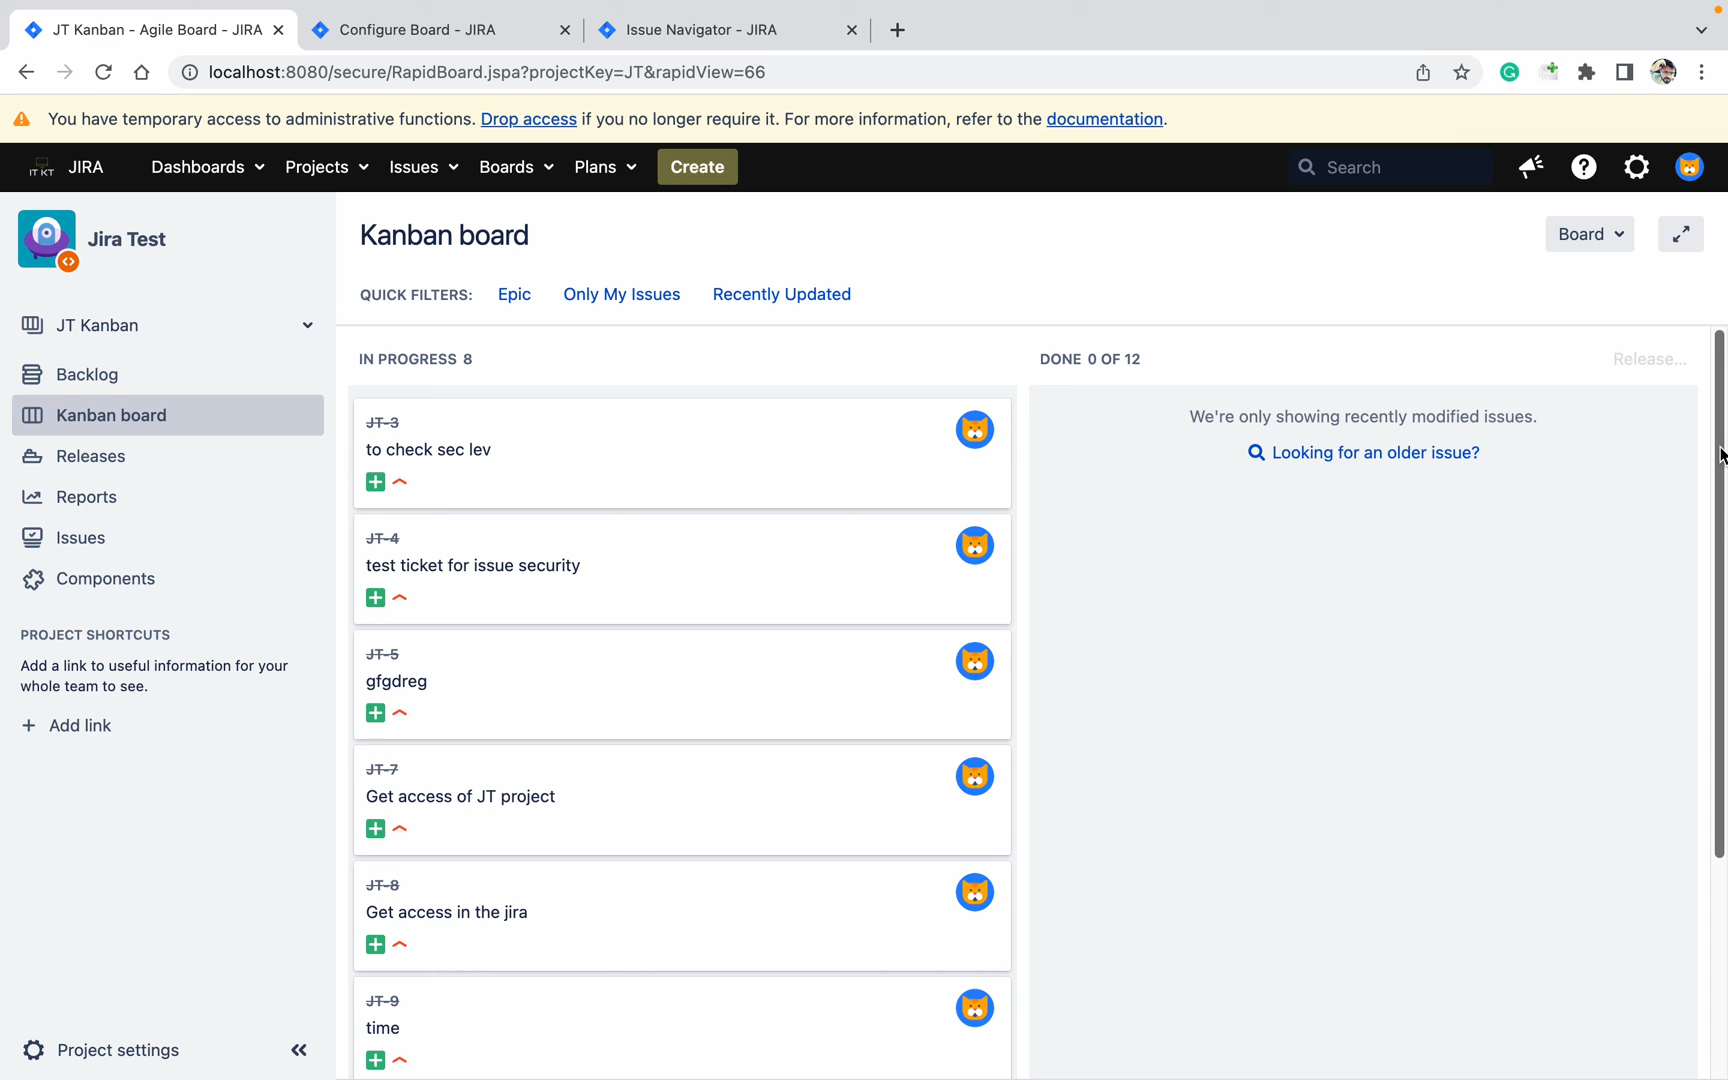 JT Kanban - Agile Board - JIRA
Configure Board - JIRA
Issue Navigator - JIRA
localhost:8080/secure/RapidBoard.jspa?projectKey=JT&rapidView=66
You have temporary access to administrative functions. Drop access if you no longer require it. For more information, refer to the documentation.
IT KT
JIRA
Dashboards
Projects
Issues
Boards
Plans
Create
Search
Jira Test
JT Kanban
Backlog
Kanban board
Releases
Reports
Issues
Components
PROJECT SHORTCUTS
Add a link to useful information for your
whole team to see.
+ Add link
Project settings
Kanban board
Board
QUICK FILTERS: Epic Only My Issues Recently Updated
IN PROGRESS 8
JT-3
to check sec lev
JT-4
test ticket for issue security
JT-5
gfgdreg
JT-7
Get access of JT project
JT-8
Get access in the jira
JT-9
time
DONE 0 OF 12
Release...
We're only showing recently modified issues.
Looking for an older issue?